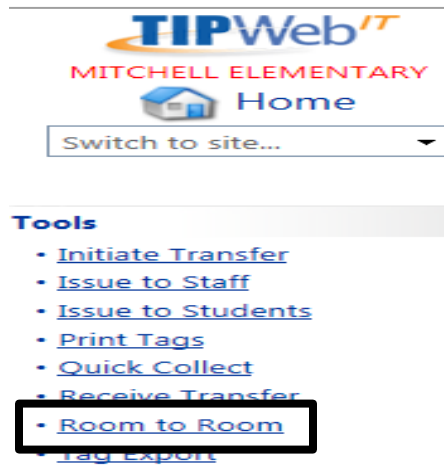 TIPWeb IT
MITCHELL ELEMENTARY
Home
Switch to site...
Tools
• Initiate Transfer
• Issue to Staff
• Issue to Students
• Print Tags
• Quick Collect
• Receive Transfer
• Room to Room
• Tag Export